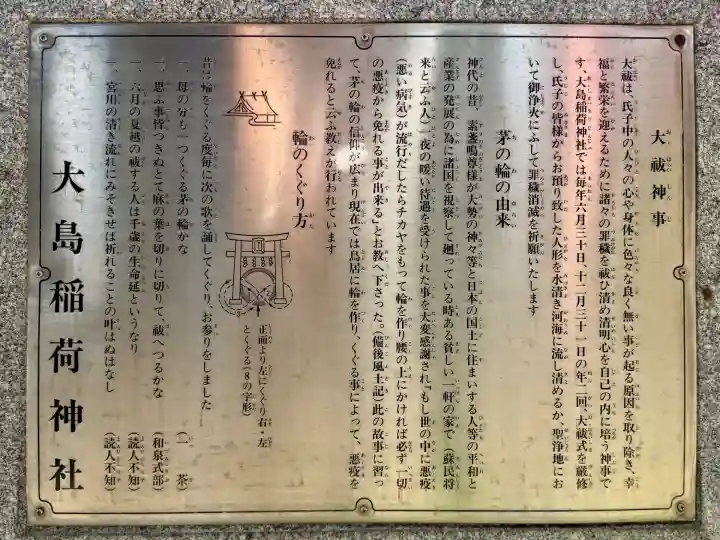 大祓神事
大祓は、氏子中の人々の心や身体に色々な良く無い事が起る原因を取り除き、幸
福と繁栄を迎えるために諸々の罪穢を祓ひ清め清明心を自己の内に培う神事で
す、大島稲荷神社では毎年六月三十日、十二月三十一日の年二回、大祓式を厳修
し、氏子の皆様からお預り致した人形を水清き河海に流し清めるか、聖浄地にお
いて御浄火にふして罪穢消滅を祈願いたします
茅の輪の由来
神代の昔、素盞鳴尊様が大勢の神々等と日本の国土に住まいする人等の平和と
産業の発展の為に諸国を視察して廻っている時ある貧しい一軒の家で（蘇民将
来と云ふ人）一夜の暖い待遇を受けられた事を大変感謝され『もし世の中に悪疫
（悪い病気）が流行だしたらチカヤをもって輪を作り腰の上にかければ必ず一切
の悪疫から免れる事が出来る』とお教へ下さった。（備後風土記）此の故事に習っ
て、茅の輪の信仰が広まり現在では鳥居に輪を作り、くぐる事によって、悪疫を
免れると云ふ教えが行われています
輪のくぐり方
正面より左にくぐり右・左
とくぐる（8の字形）
昔は輪をくぐる度毎に次の歌を誦してくぐり、お参りをしました
一、母の分も一つくぐる茅の輪かな （一 茶）
一、思ふ事皆つきぬとて麻の葉を切りに切りて、祓へつるかな （和泉式部）
一、六月の夏越の祓する人は千歳の生命延というなり （読人不知）
一、宮川の清き流れにみそぎせば祈れることの叶はぬはなし （読人不知）
大島稲荷神社